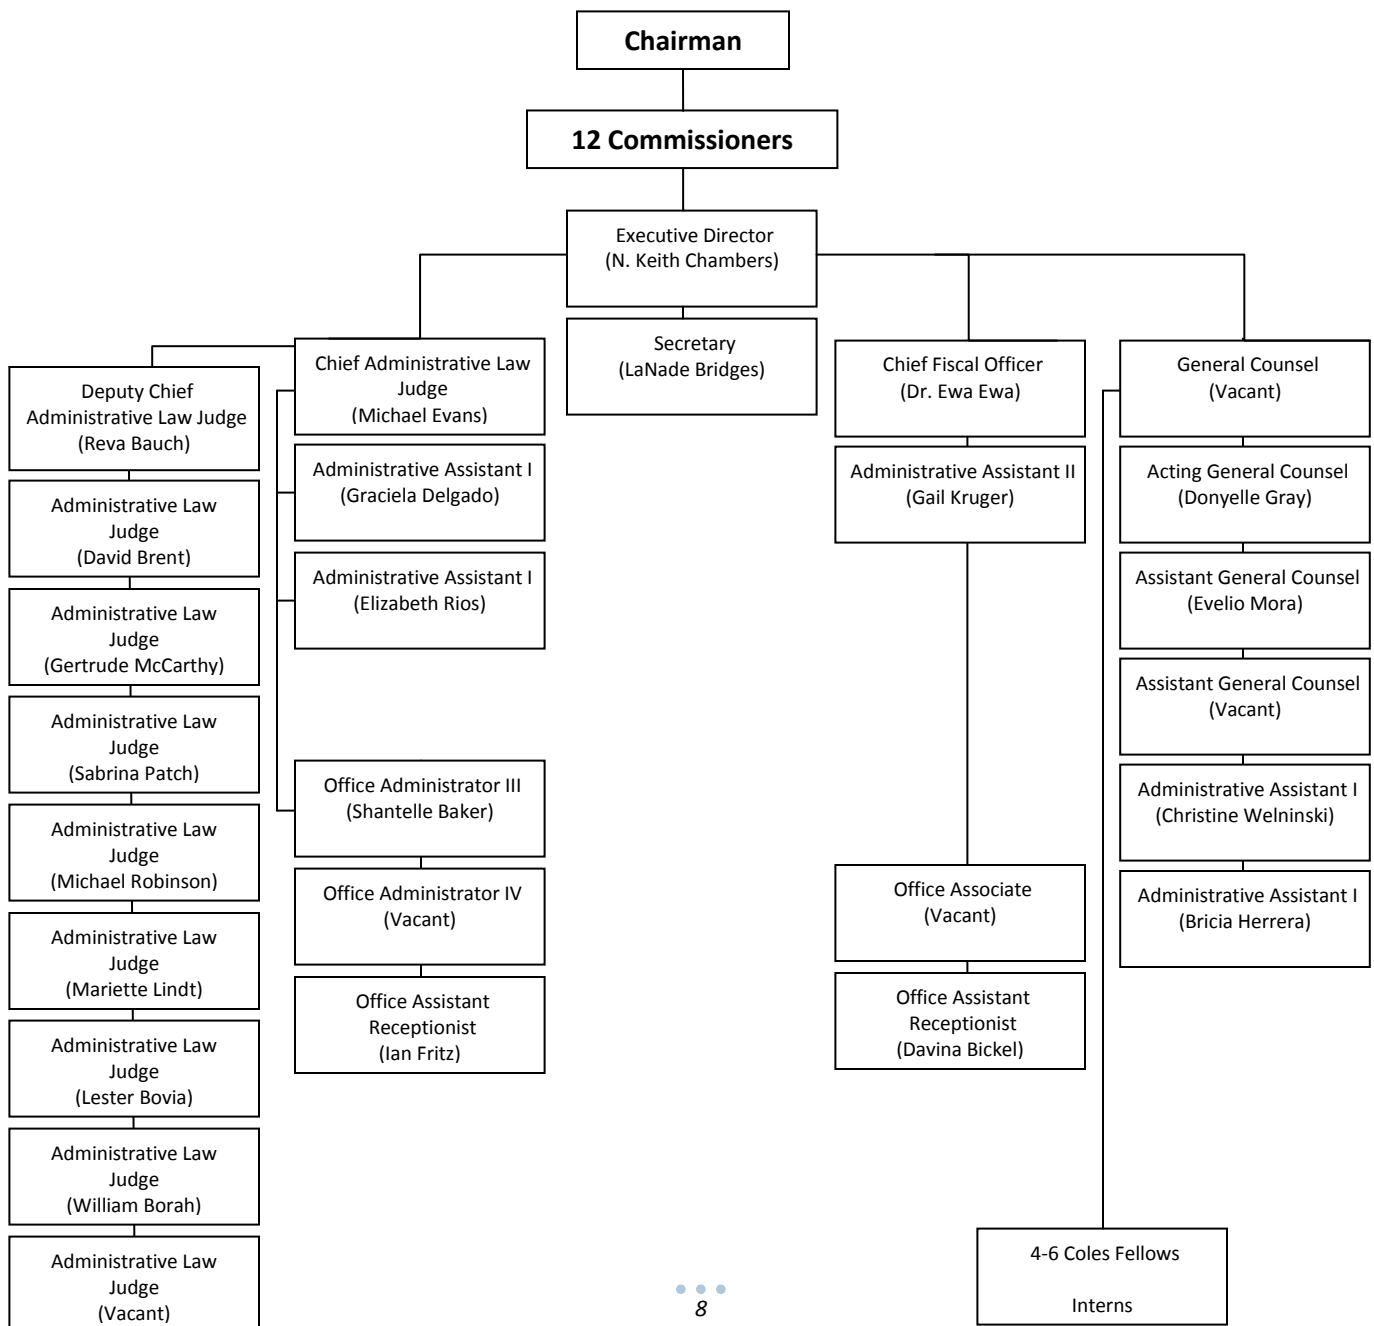 Chairman
12 Commissioners
Executive Director
(N. Keith Chambers)
Secretary
(LaNade Bridges)
Deputy Chief
Administrative Law Judge
(Reva Bauch)
Administrative Law
Judge
(David Brent)
Administrative Law
Judge
(Gertrude McCarthy)
Administrative Law
Judge
(Sabrina Patch)
Administrative Law
Judge
(Michael Robinson)
Administrative Law
Judge
(Mariette Lindt)
Administrative Law
Judge
(Lester Bovia)
Administrative Law
Judge
(William Borah)
Administrative Law
Judge
(Vacant)
Chief Administrative Law
Judge
(Michael Evans)
Administrative Assistant I
(Graciela Delgado)
Administrative Assistant I
(Elizabeth Rios)
Office Administrator III
(Shantelle Baker)
Office Administrator IV
(Vacant)
Office Assistant
Receptionist
(Ian Fritz)
Chief Fiscal Officer
(Dr. Ewa Ewa)
Administrative Assistant II
(Gail Kruger)
Office Associate
(Vacant)
Office Assistant
Receptionist
(Davina Bickel)
General Counsel
(Vacant)
Acting General Counsel
(Donyelle Gray)
Assistant General Counsel
(Evelio Mora)
Assistant General Counsel
(Vacant)
Administrative Assistant I
(Christine Welninski)
Administrative Assistant I
(Bricia Herrera)
4-6 Coles Fellows
Interns
8